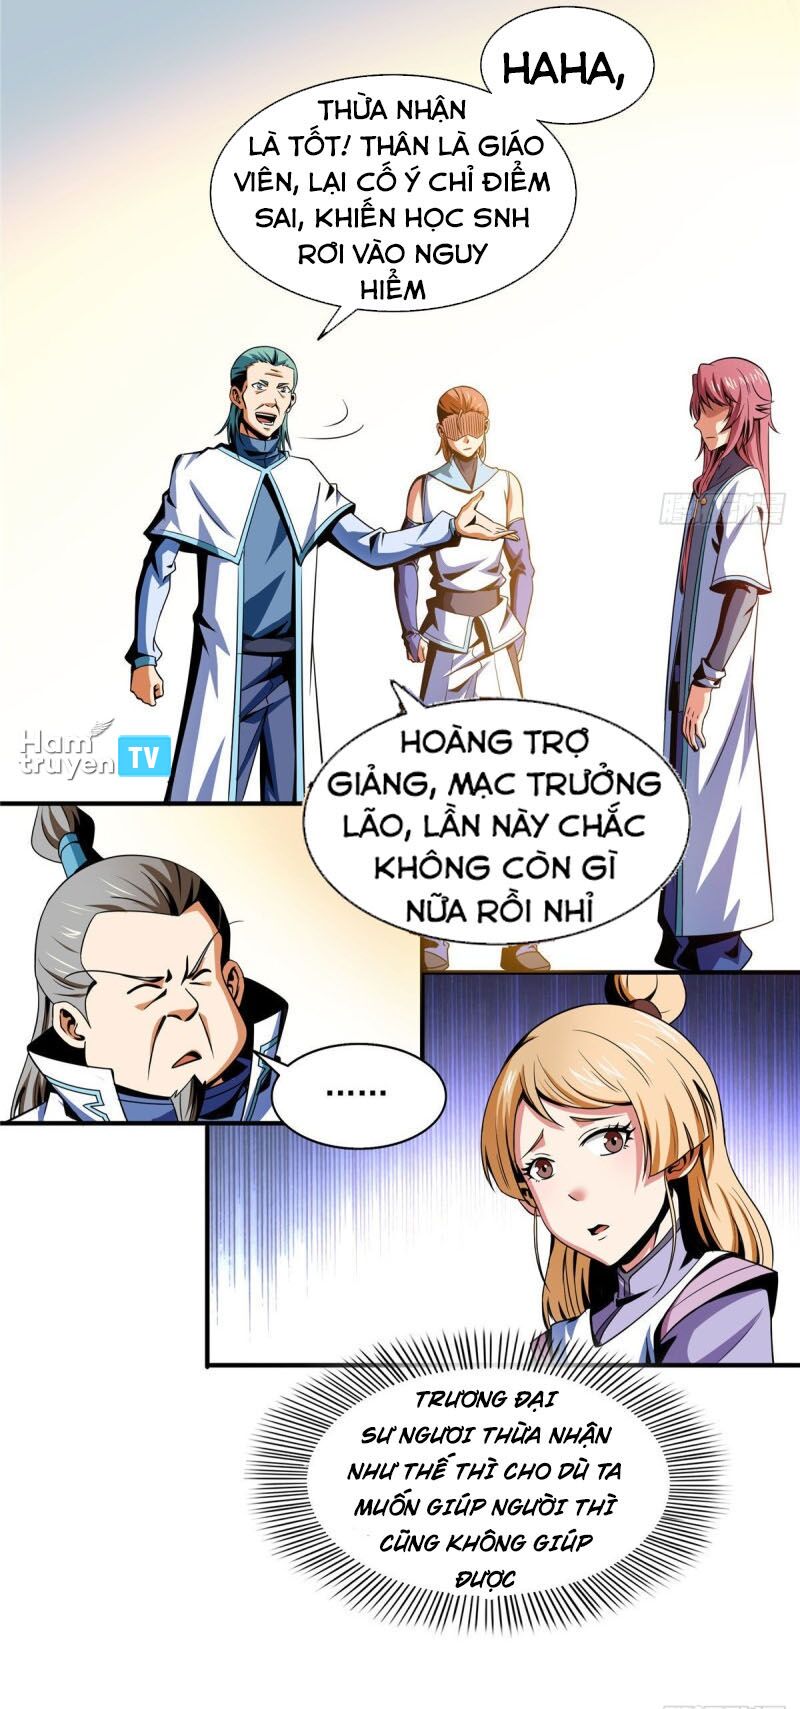 HAHA,
THỪA NHẬN
LÀ TỐT! THÂN LÀ GIÁO
VIÊN, LẠI CỐ Ý CHỈ ĐIỂM
SAI, KHIẾN HỌC SNH
RƠI VÀO NGUY
HIỂM
Ham
truyen TV
HOÀNG TRỢ
GIẢNG, MẠC TRƯỞNG
LÃO, LẦN NÀY CHẮC
KHÔNG CÒN GÌ
NỮA RỒI NHỈ
......
TRƯƠNG ĐẠI
SƯ NGƯƠI THỪA NHẬN
NHƯ THẾ THÌ CHO DÙ TA
MUỐN GIÚP NGƯỜI THÌ
CŨNG KHÔNG GIÚP
ĐƯỢC